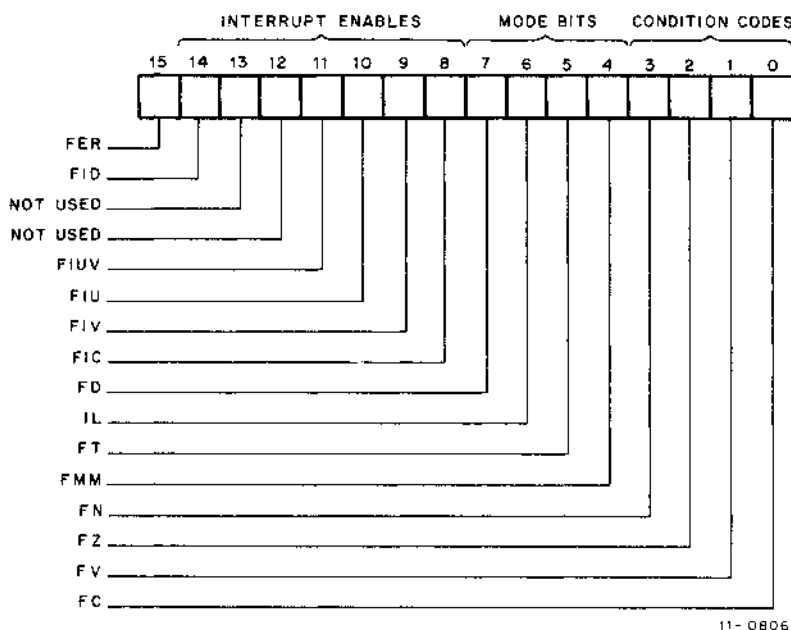 INTERRUPT ENABLES MODE BITS CONDITION CODES
15 14 13 12 11 10 9 8 7 6 5 4 3 2 1 0
FER
FID
NOT USED
NOT USED
FIUV
FIU
FIV
FIC
FD
IL
FT
FMM
FN
FZ
FV
FC
11-0806